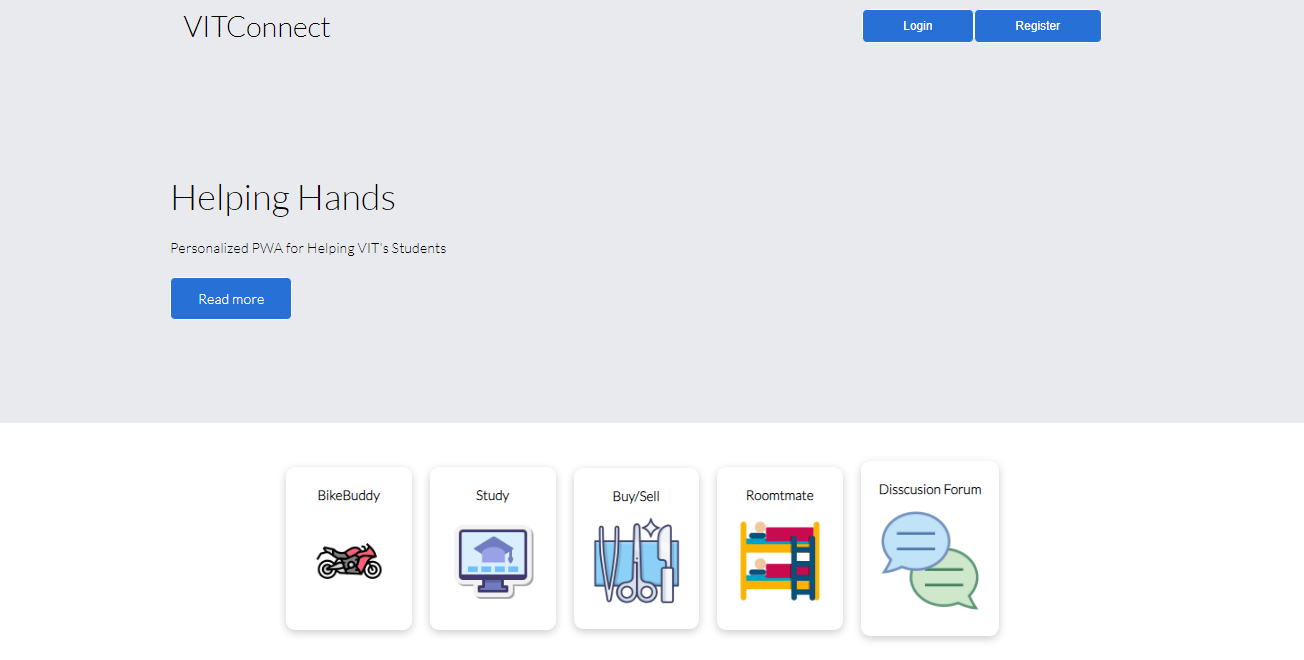 VITConnect
Login
Register
Helping Hands
Personalized PWA for Helping VIT's Students
Read more
BikeBuddy
Study
Buy/Sell
Roomtmate
Disscusion Forum